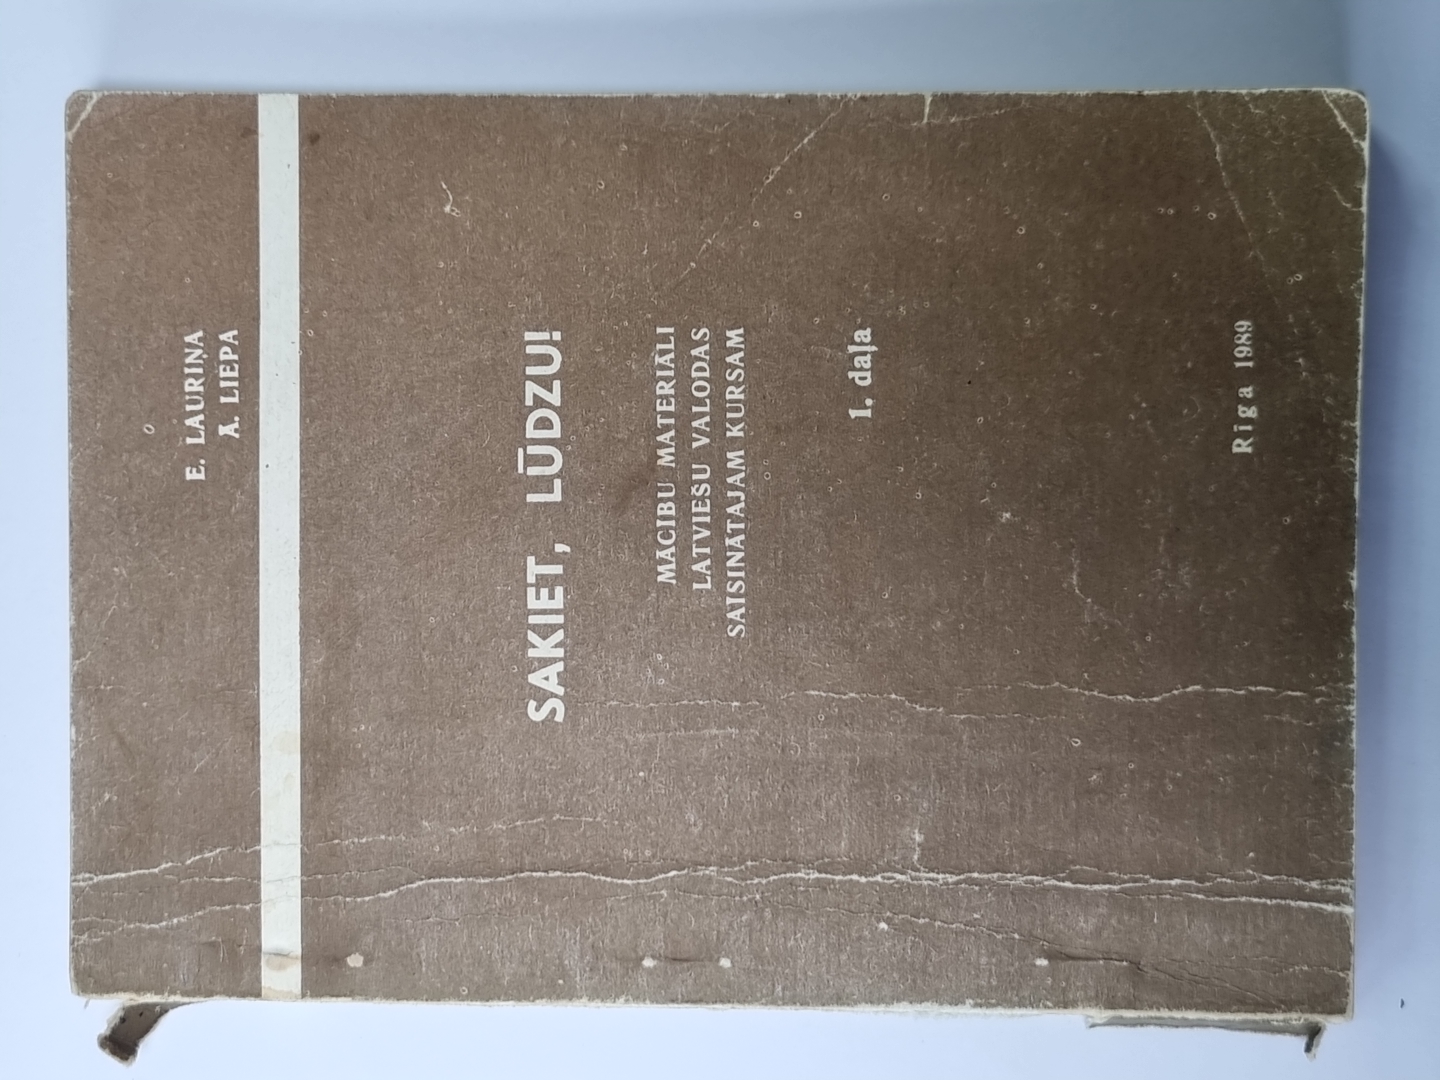 E. LAURIŅA
Ā. LIEPA
SAKIET, LŪDZU!
MĀCĪBU MATERIĀLI
LATVIEŠU VALODAS
SAĪSINĀTAJAM KURSAM
1. daļa
Rīga 1989